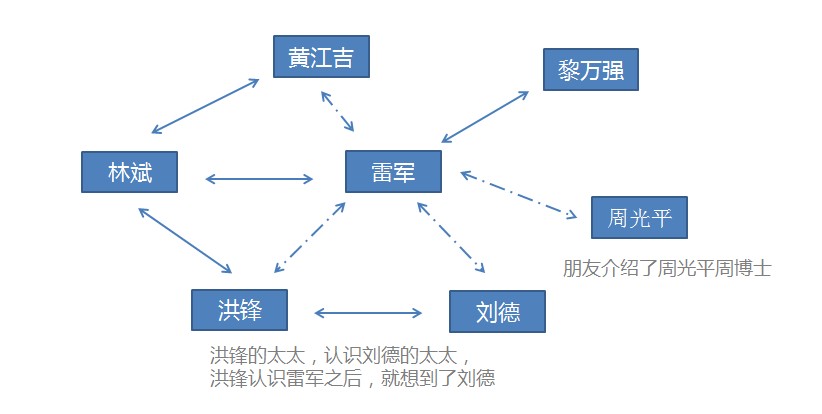 黄江吉
黎万强
林斌
雷军
周光平
朋友介绍了周光平周博士
洪锋
刘德
洪锋的太太，认识刘德的太太，
洪锋认识雷军之后，就想到了刘德